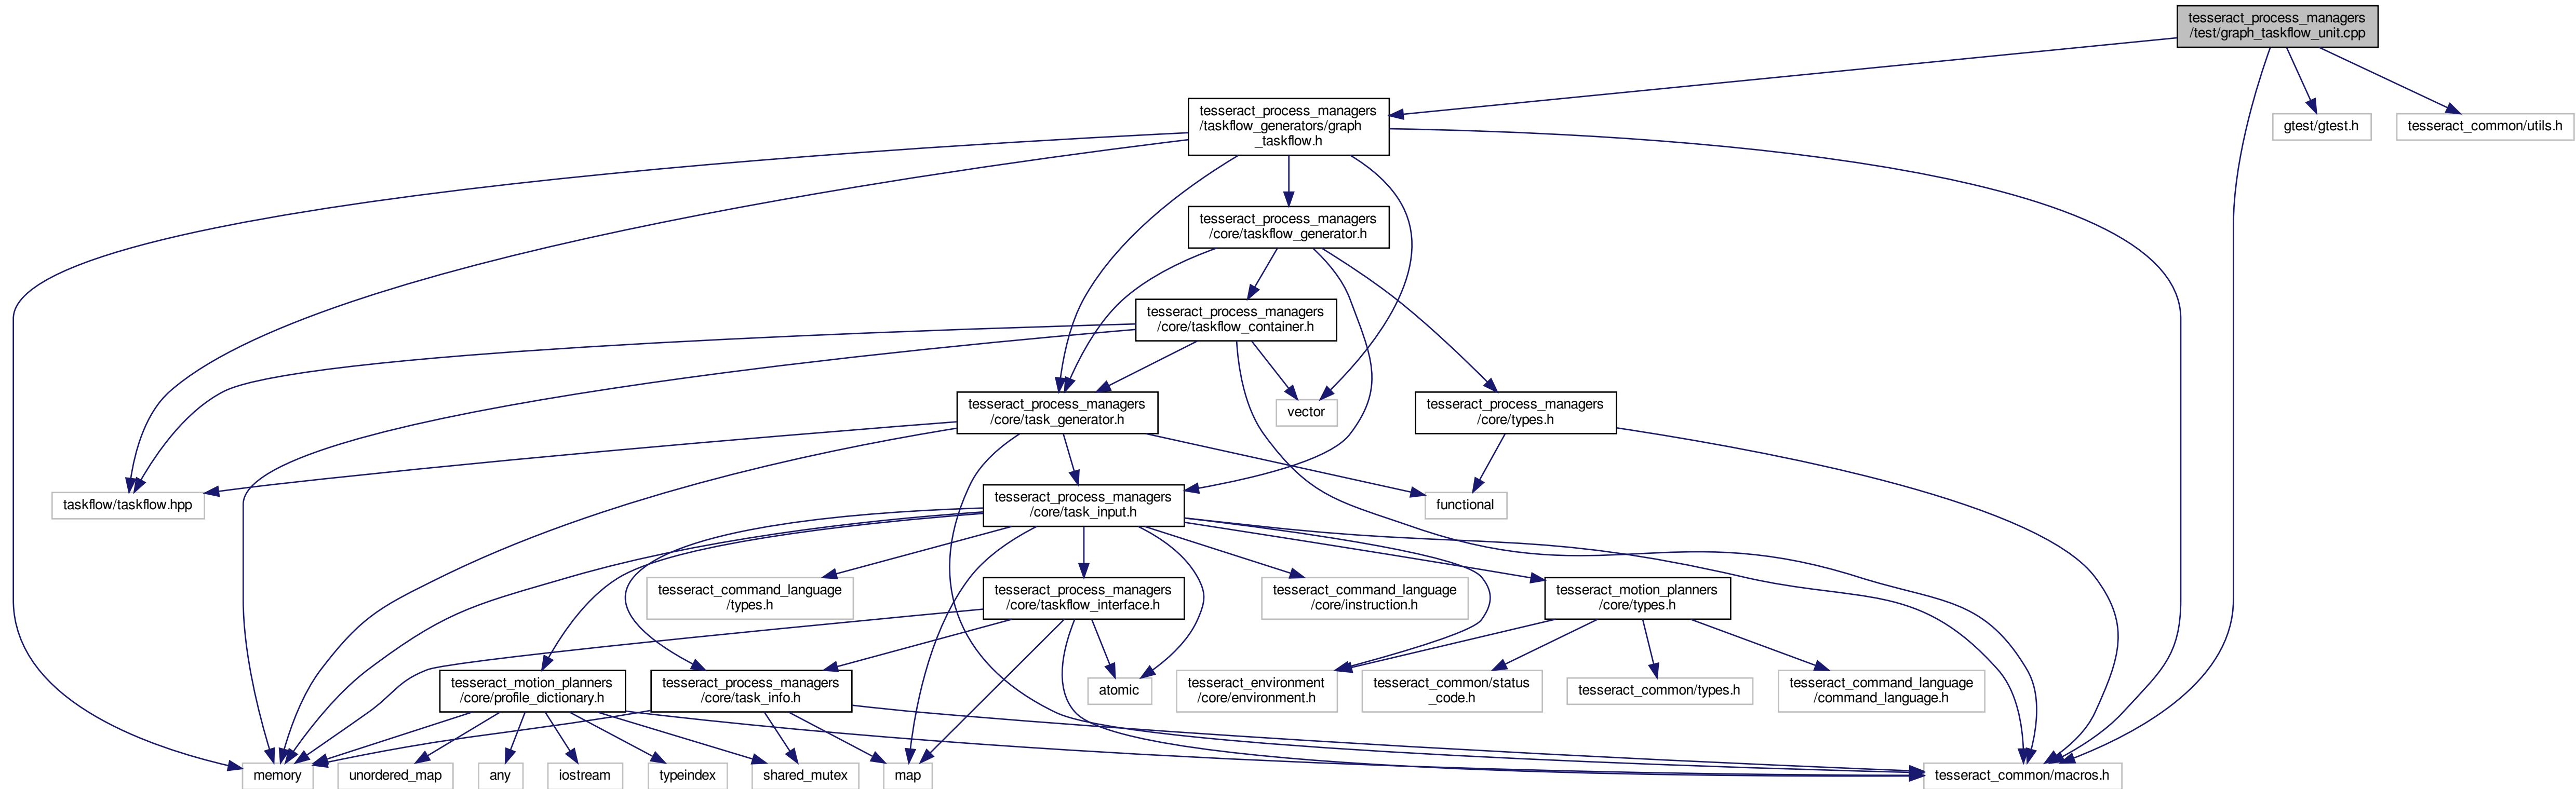 tesseract_process_managers
/test/graph_taskflow_unit.cpp
tesseract_process_managers
/taskflow_generators/graph
_taskflow.h
gtest/gtest.h
tesseract_common/utils.h
tesseract_process_managers
/core/taskflow_generator.h
tesseract_process_managers
/core/taskflow_container.h
tesseract_process_managers
/core/task_generator.h
vector
tesseract_process_managers
/core/types.h
taskflow/taskflow.hpp
tesseract_process_managers
/core/task_input.h
functional
tesseract_command_language
/types.h
tesseract_process_managers
/core/taskflow_interface.h
tesseract_command_language
/core/instruction.h
tesseract_motion_planners
/core/types.h
tesseract_motion_planners
/core/profile_dictionary.h
tesseract_process_managers
/core/task_info.h
atomic
tesseract_environment
/core/environment.h
tesseract_common/status
_code.h
tesseract_common/types.h
tesseract_command_language
/command_language.h
memory
unordered_map
any
iostream
typeindex
shared_mutex
map
tesseract_common/macros.h